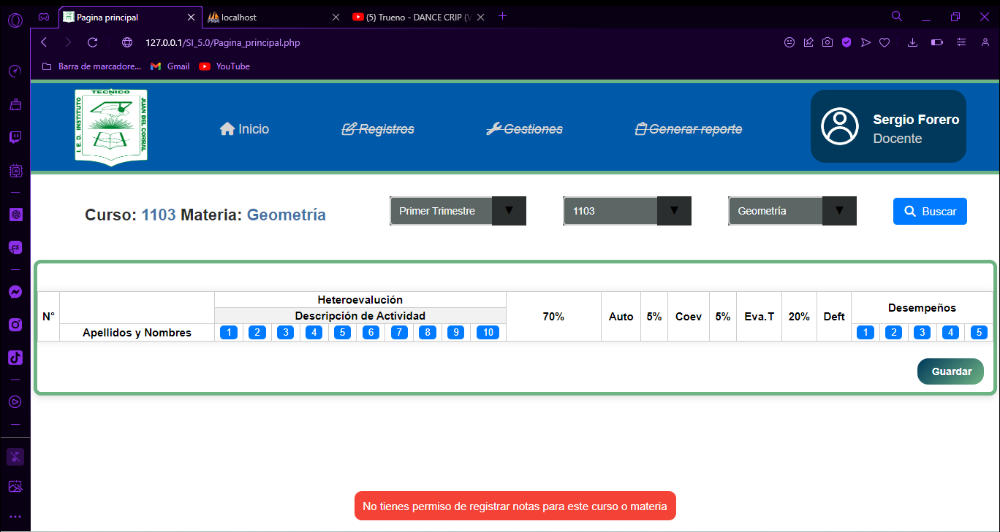 Pagina principal
localhost
(5) Trueno - DANCE CRIP (
127.0.0.1/SI_5.0/Pagina_principal.php
Barra de marcadore...
Gmail
YouTube
TECNICO
I. E. D. INSTITUTO
JUAN DEL CORRAL
Inicio
Registros
Gestiones
Generar reporte
Sergio Forero
Docente
Curso: 1103 Materia: Geometría
Primer Trimestre
1103
Geometría
Buscar
Heteroevalución
Descripción de Actividad
N°
Apellidos y Nombres
1 2 3 4 5 6 7 8 9 10
70%
Auto
5%
Coev
5%
Eva.T
20%
Deft
Desempeños
1 2 3 4 5
Guardar
No tienes permiso de registrar notas para este curso o materia